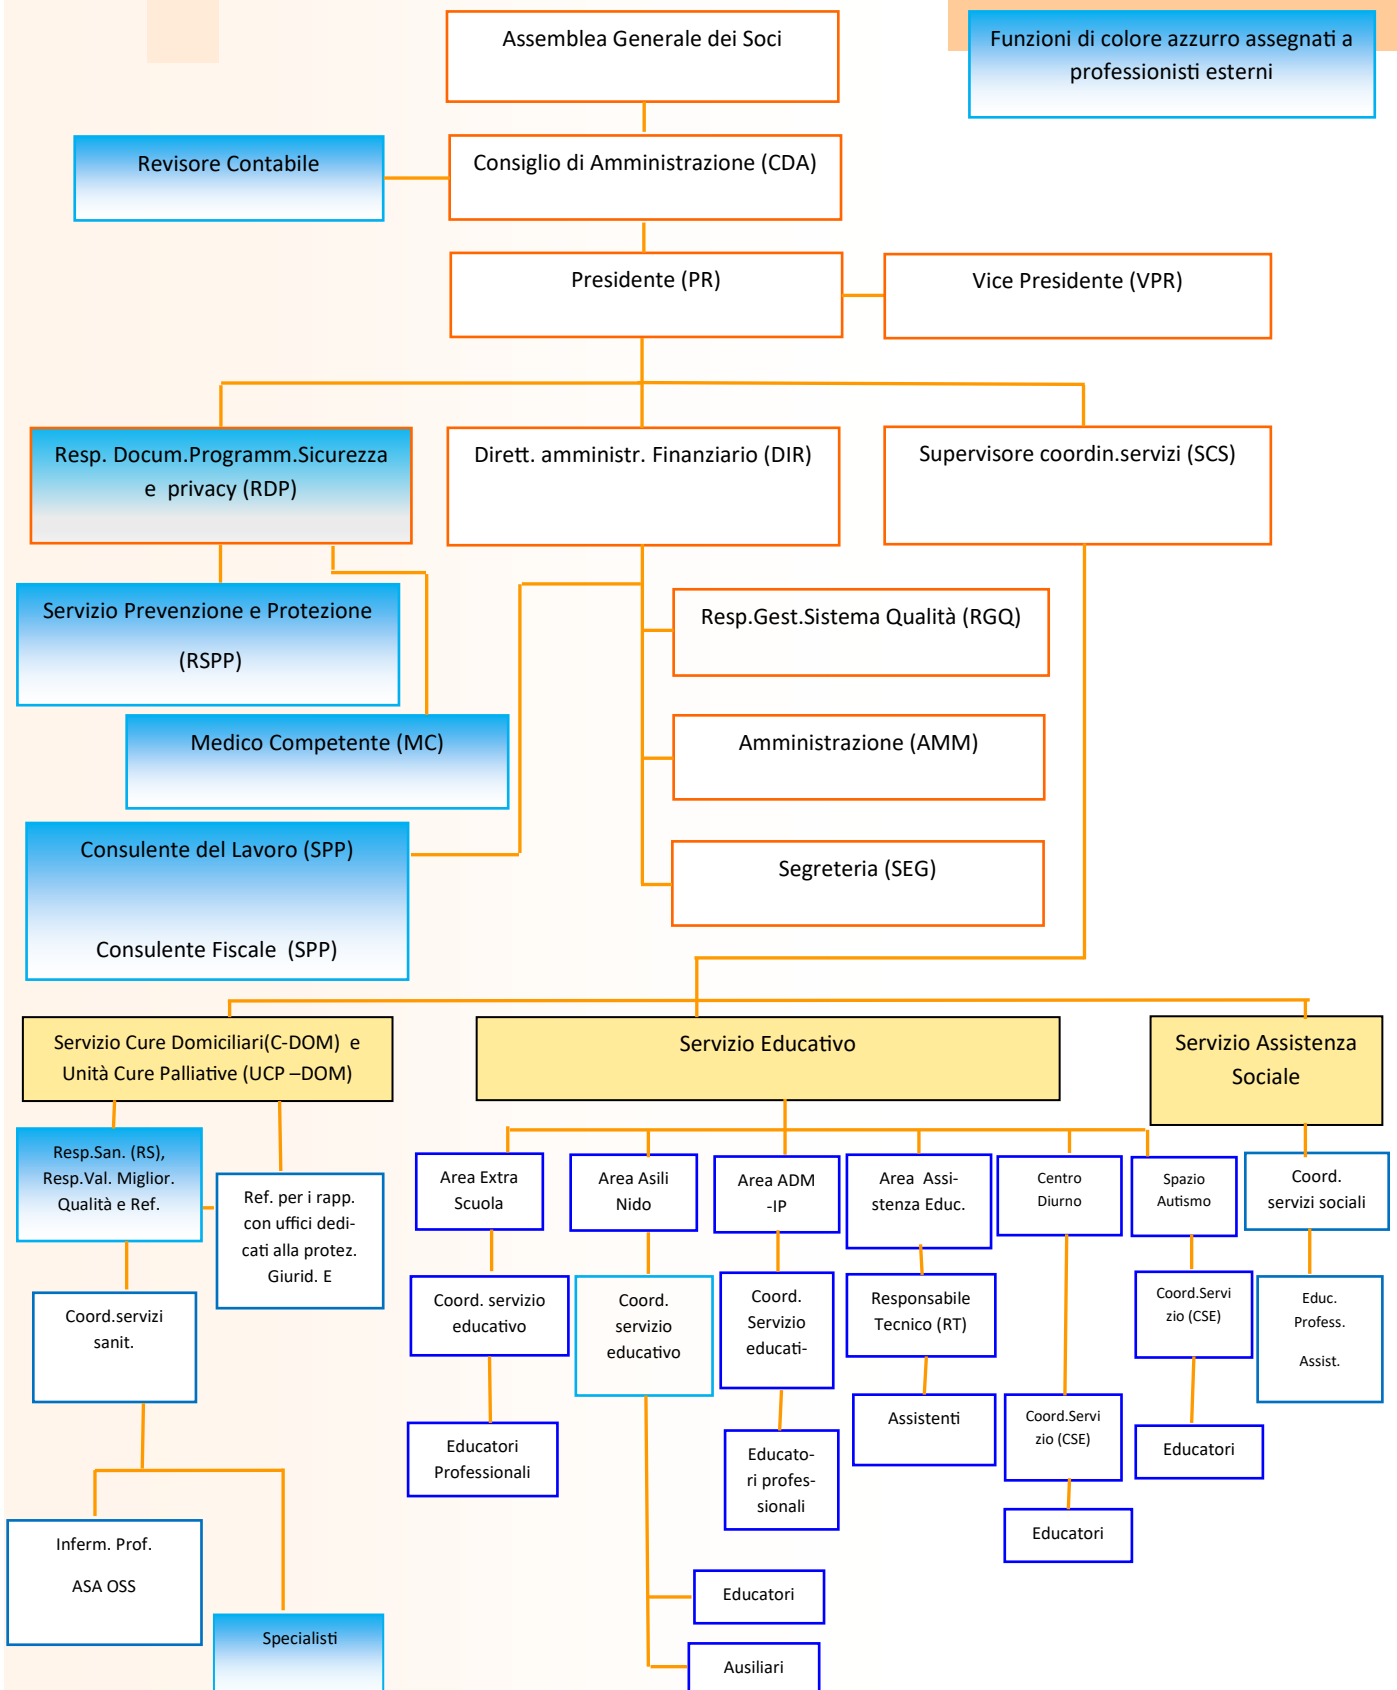 Assemblea Generale dei Soci
Funzioni di colore azzurro assegnati a
professionisti esterni
Revisore Contabile
Consiglio di Amministrazione (CDA)
Presidente (PR)
Vice Presidente (VPR)
Resp. Docum.Programm.Sicurezza
e privacy (RDP)
Dirett. amministr. Finanziario (DIR)
Supervisore coordin.servizi (SCS)
Servizio Prevenzione e Protezione
(RSPP)
Resp.Gest.Sistema Qualità (RGQ)
Medico Competente (MC)
Amministrazione (AMM)
Consulente del Lavoro (SPP)
Consulente Fiscale (SPP)
Segreteria (SEG)
Servizio Cure Domiciliari(C-DOM) e
Unità Cure Palliative (UCP –DOM)
Servizio Educativo
Servizio Assistenza
Sociale
Resp.San. (RS),
Resp.Val. Miglior.
Qualità e Ref.
Ref. per i rapp.
con uffici dedi-
cati alla protez.
Giurid. E
Area Extra
Scuola
Area Asili
Nido
Area ADM
-IP
Area Assi-
stenza Educ.
Centro
Diurno
Spazio
Autismo
Coord.
servizi sociali
Coord.servizi
sanit.
Coord. servizio
educativo
Coord.
servizio
educativo
Coord.
Servizio
educati-
Responsabile
Tecnico (RT)
Coord.Servi
zio (CSE)
Educ.
Profess.
Assist.
Educatori
Professionali
Educato-
ri profes-
sionali
Assistenti
Coord.Servi
zio (CSE)
Educatori
Inferm. Prof.
ASA OSS
Educatori
Specialisti
Educatori
Ausiliari